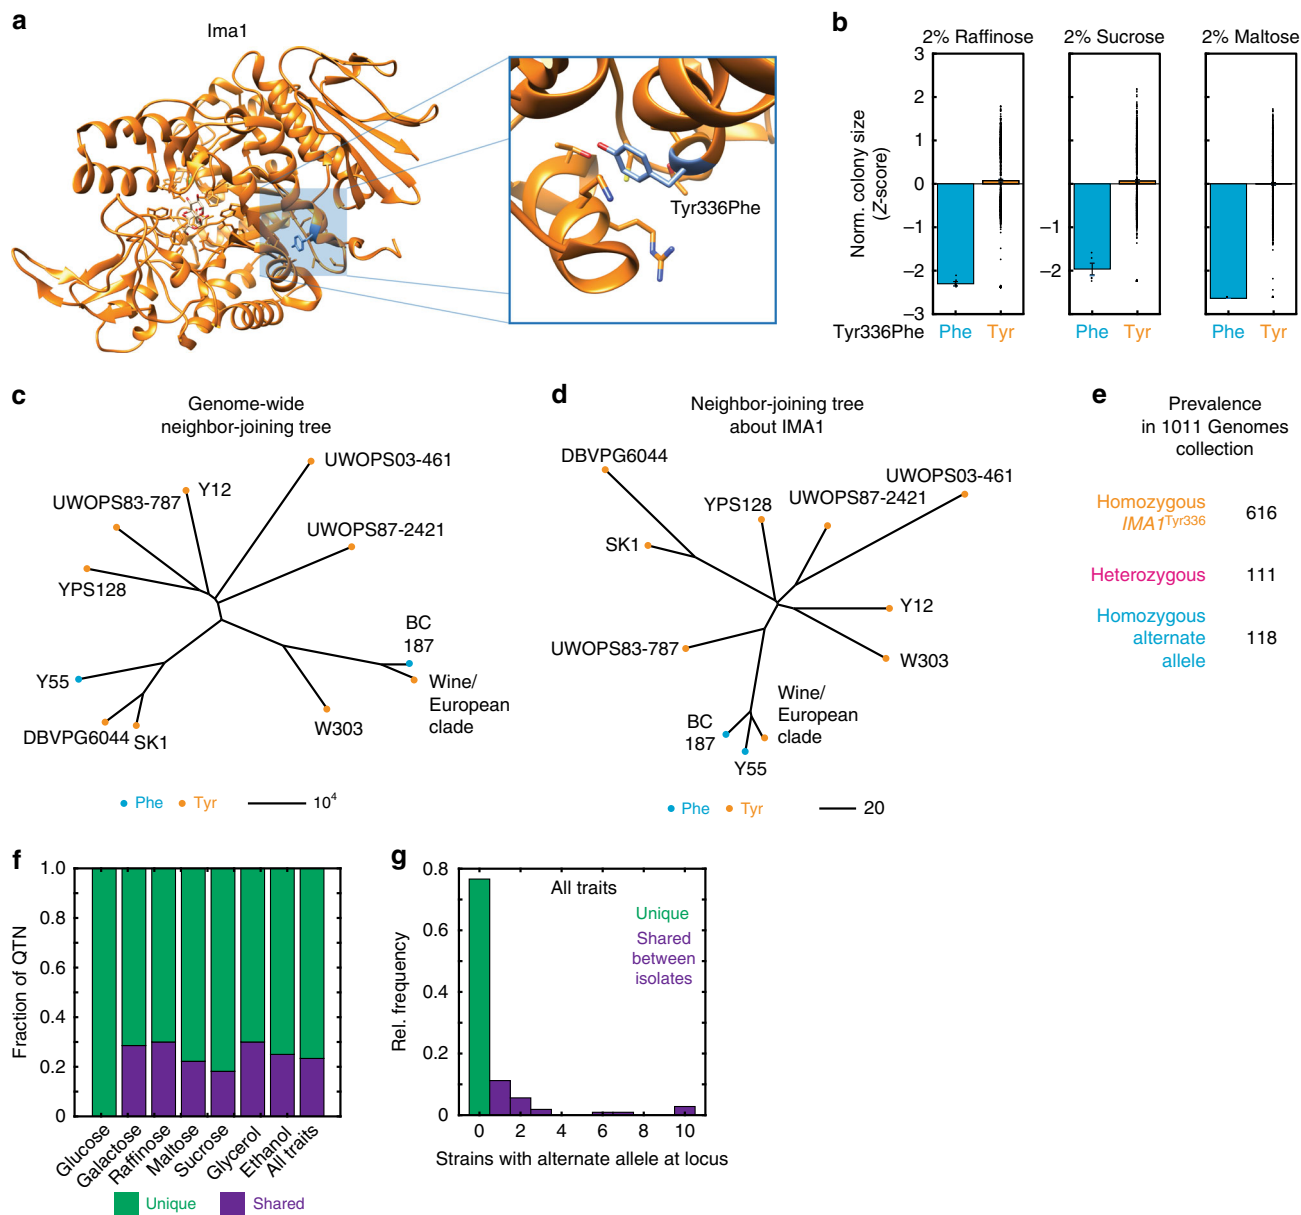 a
Ima1
Tyr336Phe
b
2% Raffinose
2% Sucrose
2% Maltose
Norm. colony size
(Z-score)
3
2
1
0
−1
−2
−3
−1
−2
Tyr336Phe
Phe
Tyr
Phe
Tyr
Phe
Tyr
c
Genome-wide
neighbor-joining tree
UWOPS03-461
Y12
UWOPS83-787
UWOPS87-2421
YPS128
BC
187
Y55
Wine/
European
clade
DBVPG6044
SK1
W303
Phe
Tyr
10⁴
d
Neighbor-joining tree
about IMA1
DBVPG6044
UWOPS03-461
YPS128
UWOPS87-2421
SK1
Y12
UWOPS83-787
W303
Wine/
European
clade
BC
187
Y55
Phe
Tyr
20
e
Prevalence
in 1011 Genomes
collection
Homozygous
IMA1Tyr336
616
Heterozygous
111
Homozygous
alternate
allele
118
f
Fraction of QTN
1.0
0.8
0.6
0.4
0.2
0
Glucose
Galactose
Raffinose
Maltose
Sucrose
Glycerol
Ethanol
All traits
Unique
Shared
g
All traits
Unique
Shared
between
isolates
Rel. frequency
0.8
0.6
0.4
0.2
0
0
2
4
6
8
10
Strains with alternate allele at locus